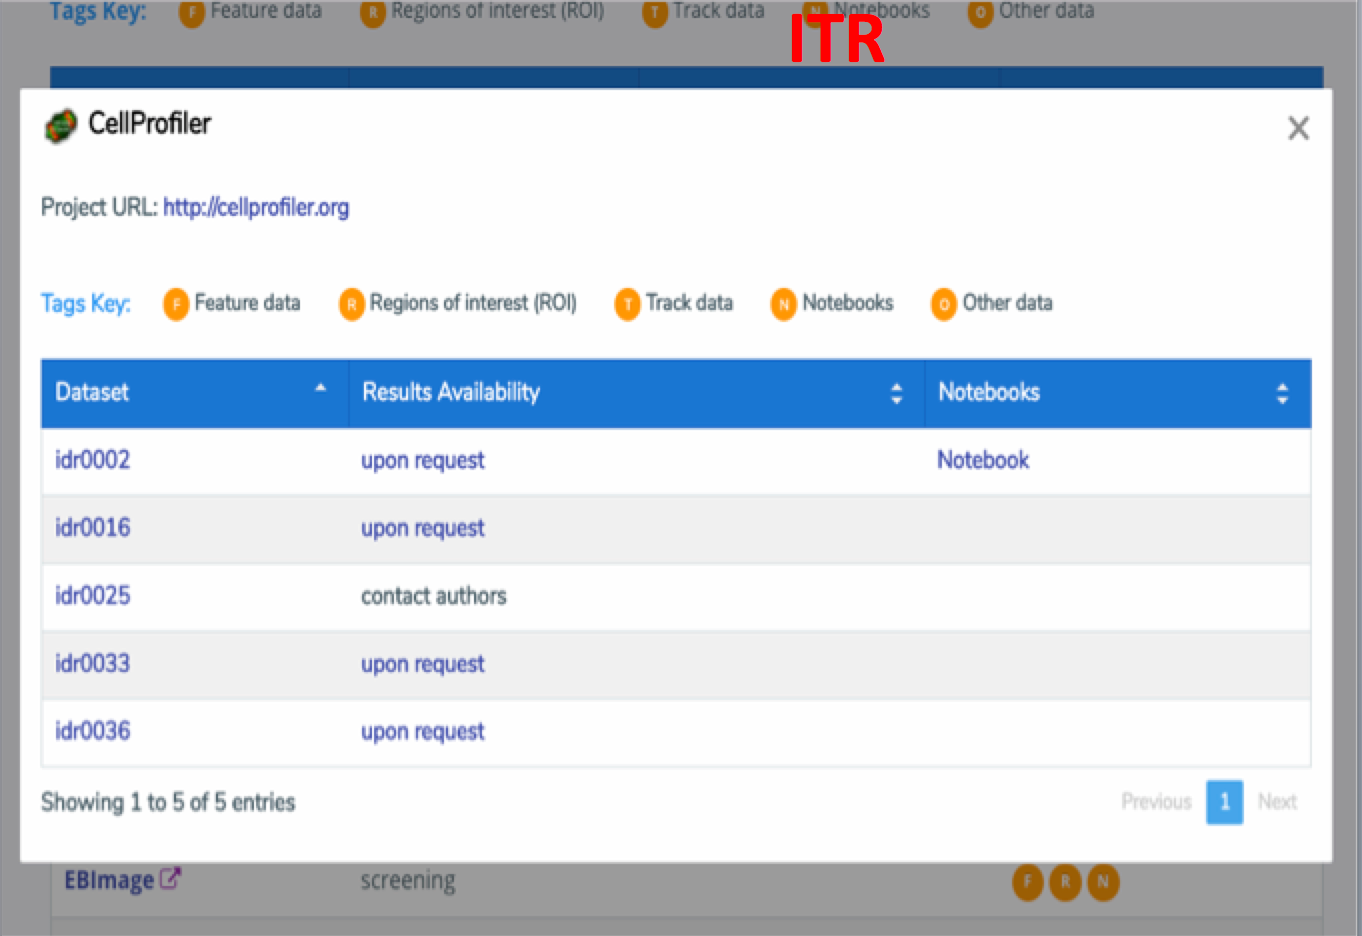 Tags Key: F Feature data R Regions of interest (ROI) T Track data N Notebooks O Other data
ITR
CellProfiler
Project URL: http://cellprofiler.org
Tags Key: F Feature data R Regions of interest (ROI) T Track data N Notebooks O Other data
Dataset Results Availability Notebooks
idr0002 upon request Notebook
idr0016 upon request
idr0025 contact authors
idr0033 upon request
idr0036 upon request
Showing 1 to 5 of 5 entries Previous 1 Next
EBImage screening F R N